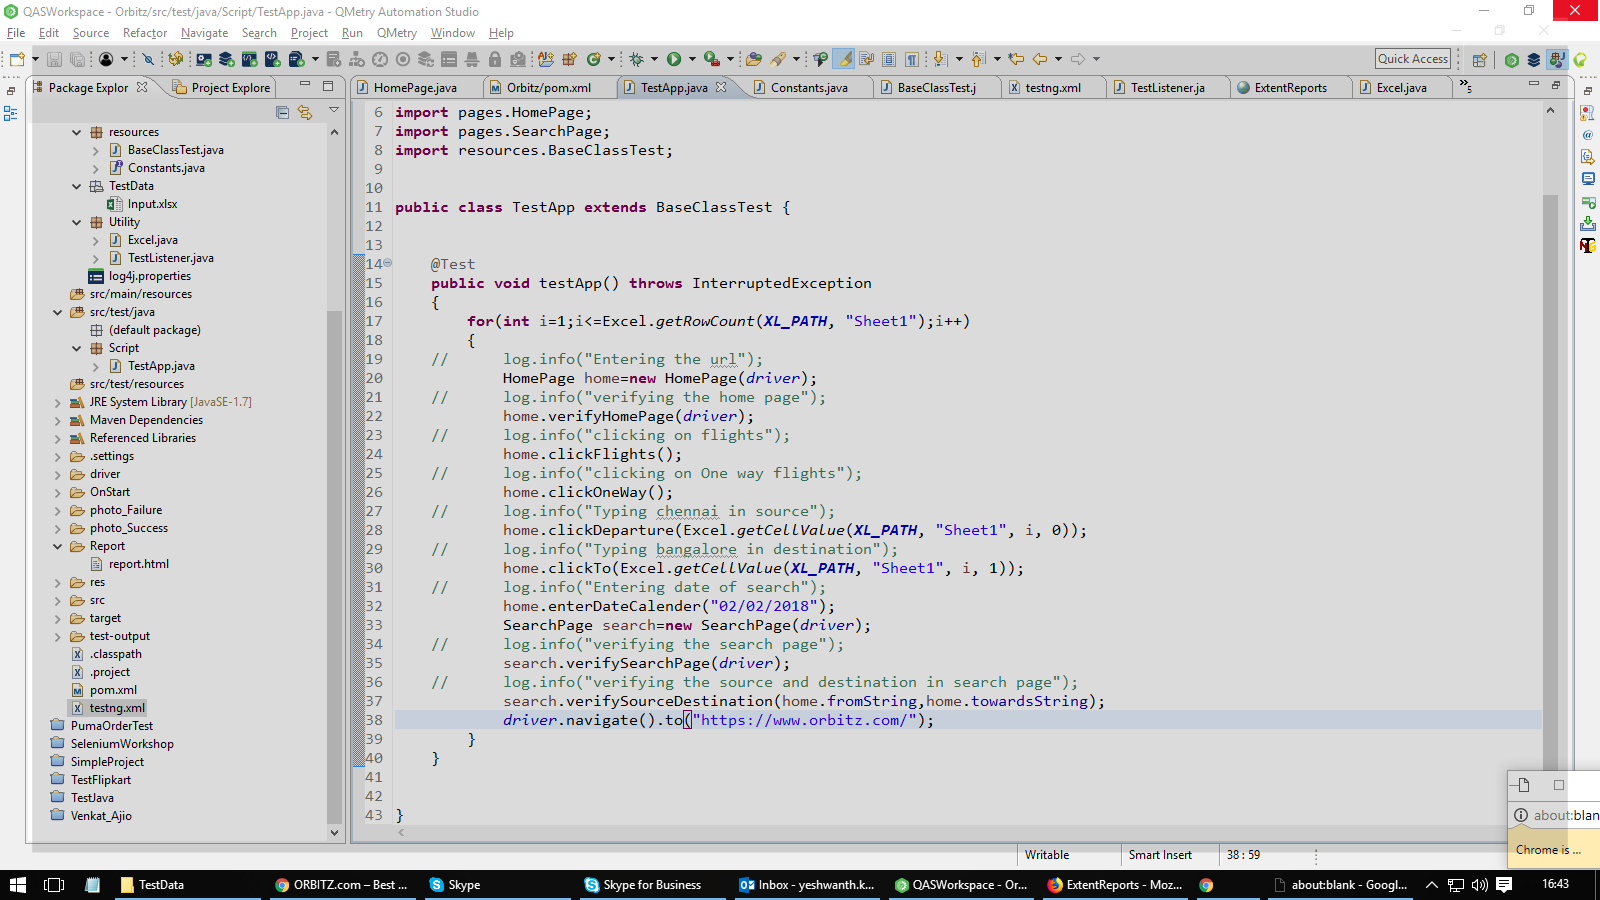 QASWorkspace - Orbitz/src/test/java/Script/TestApp.java - QMetry Automation Studio
File Edit Source Refactor Navigate Search Project Run QMetry Window Help
Quick Access
Package Explor Project Explore
HomePage.java Orbitz/pom.xml TestApp.java Constants.java BaseClassTest.j testng.xml TestListener.ja ExtentReports Excel.java »5
resources
BaseClassTest.java
Constants.java
TestData
Input.xlsx
Utility
Excel.java
TestListener.java
log4j.properties
src/main/resources
src/test/java
(default package)
Script
TestApp.java
src/test/resources
JRE System Library [JavaSE-1.7]
Maven Dependencies
Referenced Libraries
.settings
driver
OnStart
photo_Failure
photo_Success
Report
report.html
res
src
target
test-output
.classpath
.project
pom.xml
testng.xml
PumaOrderTest
SeleniumWorkshop
SimpleProject
TestFlipkart
TestJava
Venkat_Ajio
6 import pages.HomePage;
7 import pages.SearchPage;
8 import resources.BaseClassTest;
9
10
11 public class TestApp extends BaseClassTest {
12
13
14 @Test
15 public void testApp() throws InterruptedException
16 {
17 for(int i=1;i<=Excel.getRowCount(XL_PATH, "Sheet1");i++)
18 {
19 // log.info("Entering the url");
20 HomePage home=new HomePage(driver);
21 // log.info("verifying the home page");
22 home.verifyHomePage(driver);
23 // log.info("clicking on flights");
24 home.clickFlights();
25 // log.info("clicking on One way flights");
26 home.clickOneWay();
27 // log.info("Typing chennai in source");
28 home.clickDeparture(Excel.getCellValue(XL_PATH, "Sheet1", i, 0));
29 // log.info("Typing bangalore in destination");
30 home.clickTo(Excel.getCellValue(XL_PATH, "Sheet1", i, 1));
31 // log.info("Entering date of search");
32 home.enterDateCalender("02/02/2018");
33 SearchPage search=new SearchPage(driver);
34 // log.info("verifying the search page");
35 search.verifySearchPage(driver);
36 // log.info("verifying the source and destination in search page");
37 search.verifySourceDestination(home.fromString,home.towardsString);
38 driver.navigate().to("https://www.orbitz.com/");
39 }
40 }
41
42
43 }
about:blan
Chrome is ...
Writable Smart Insert 38 : 59
TestData ORBITZ.com – Best ... Skype Skype for Business Inbox - yeshwanth.k... QASWorkspace - Or... ExtentReports - Moz... about:blank - Googl... 16:43